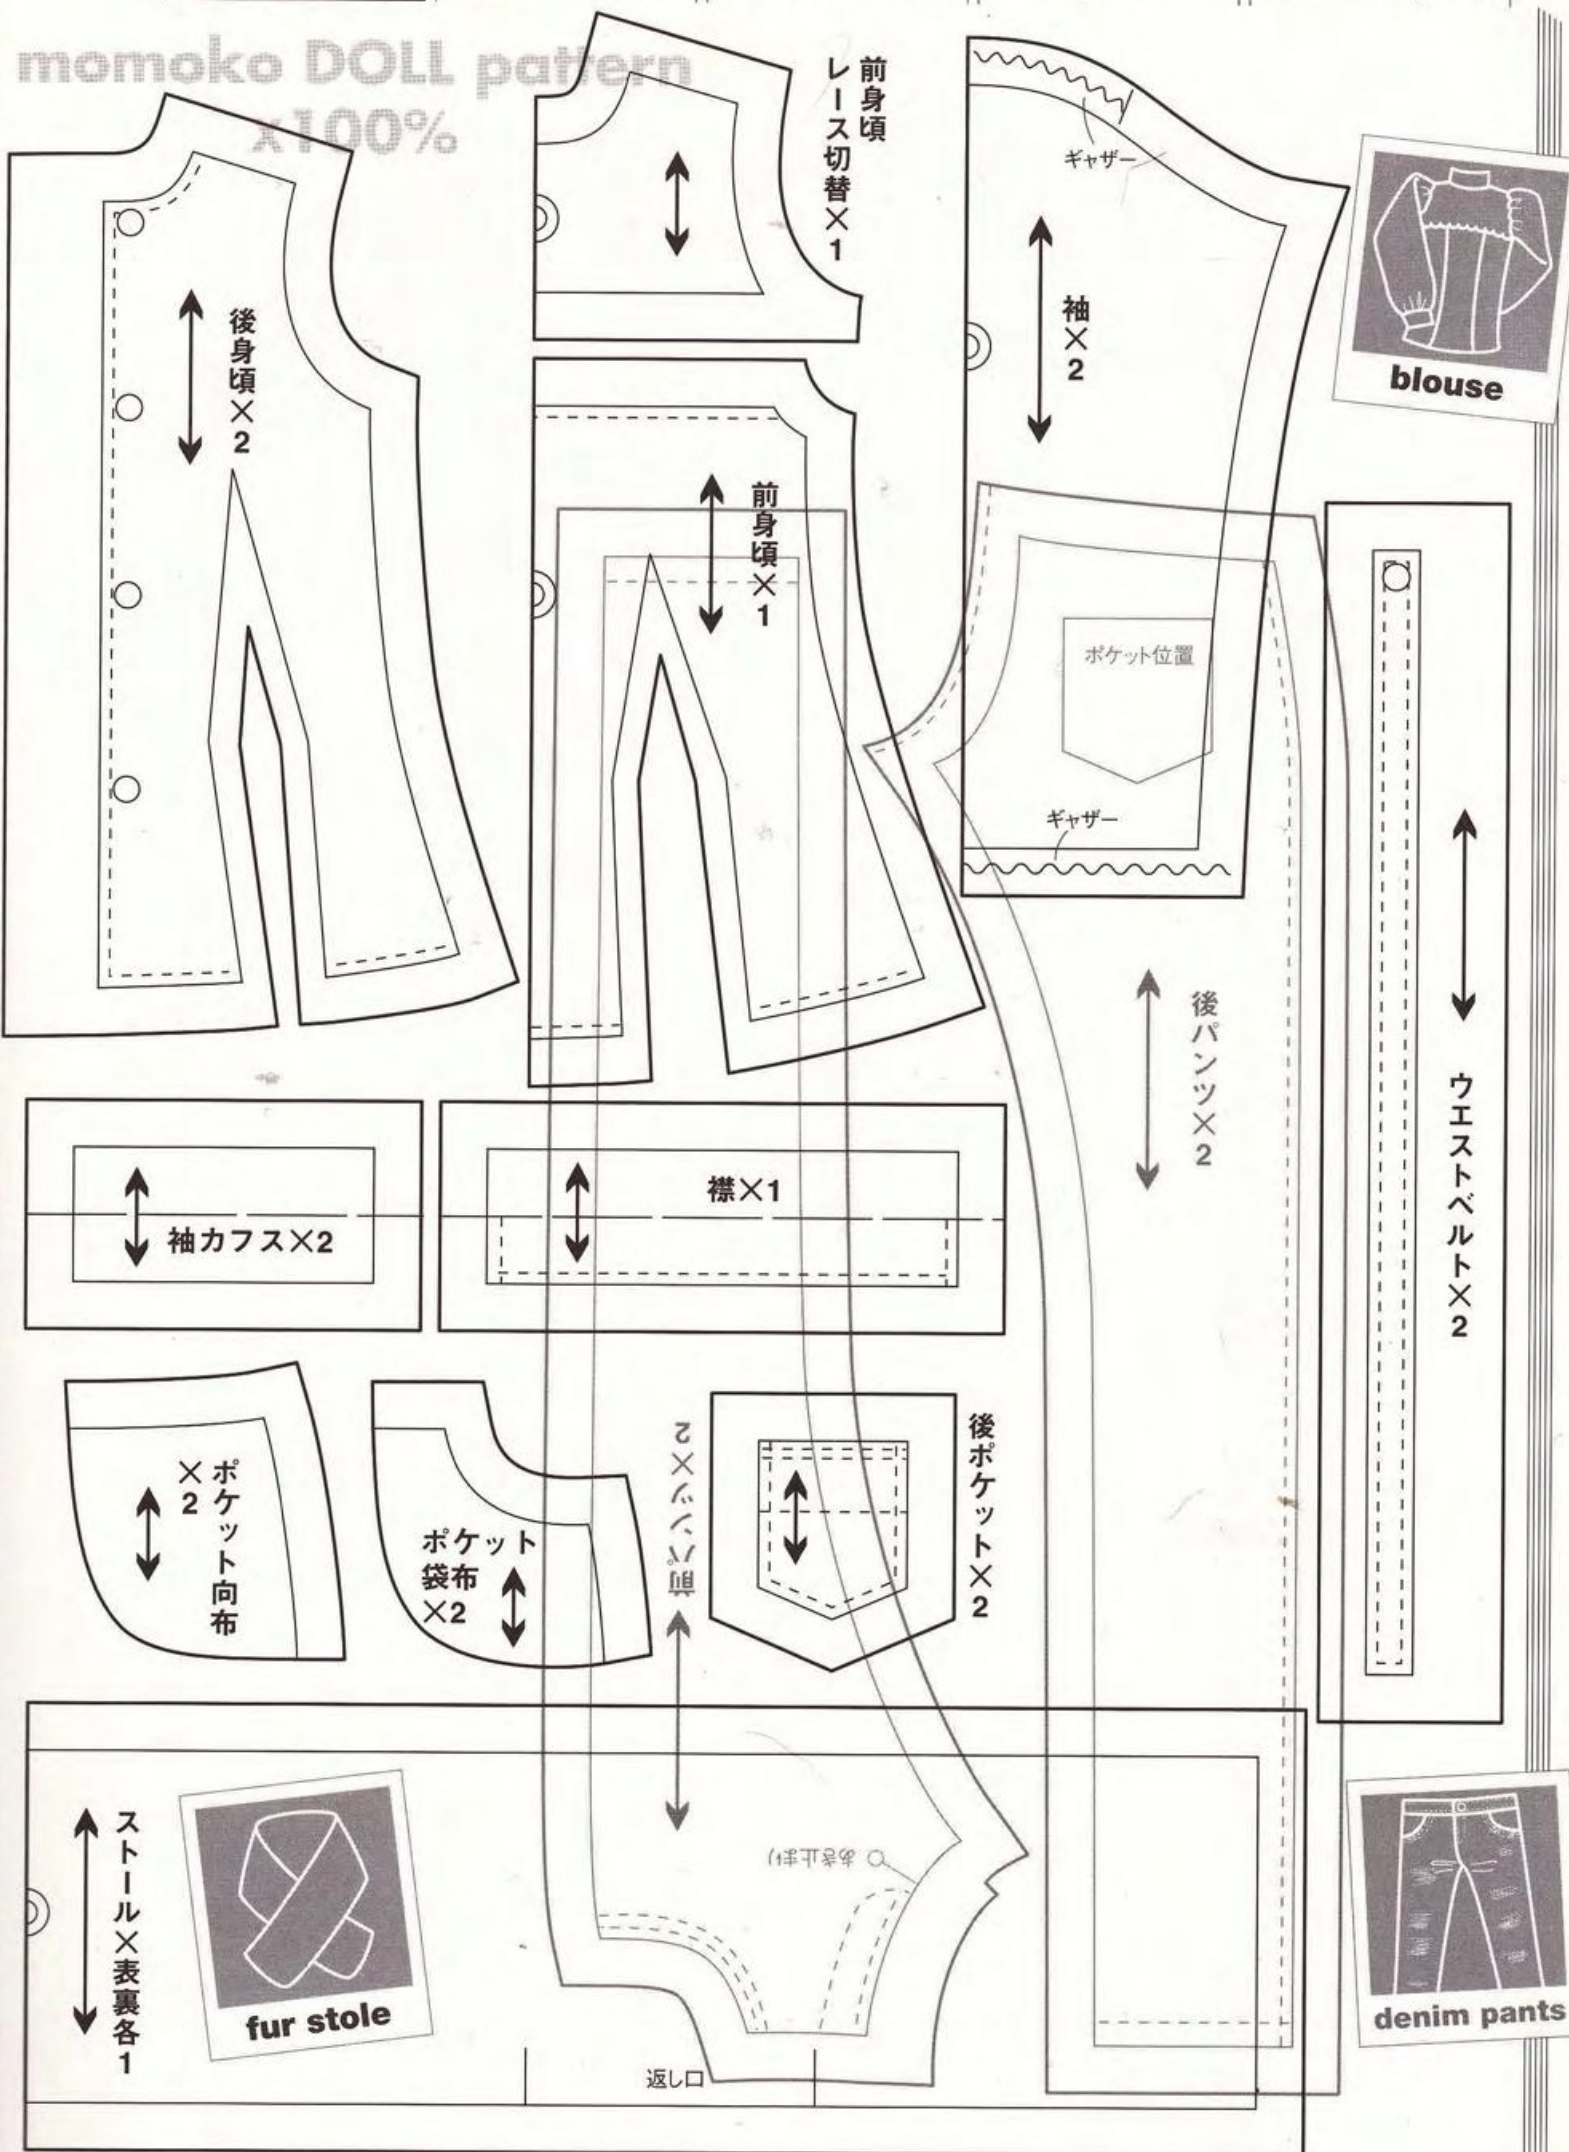 momoko DOLL pattern
x100%
前身頃
レース切替×1
ギャザー
袖×2
blouse
後身頃×2
前身頃×1
ポケット位置
ギャザー
後パンツ×2
ウエストベルト×2
袖カフス×2
襟×1
ポケット向布
×2
ポケット
袋布
×2
前パンツ×2
後ポケット×2
あき止まり
ストール×表裏各1
fur stole
返し口
denim pants